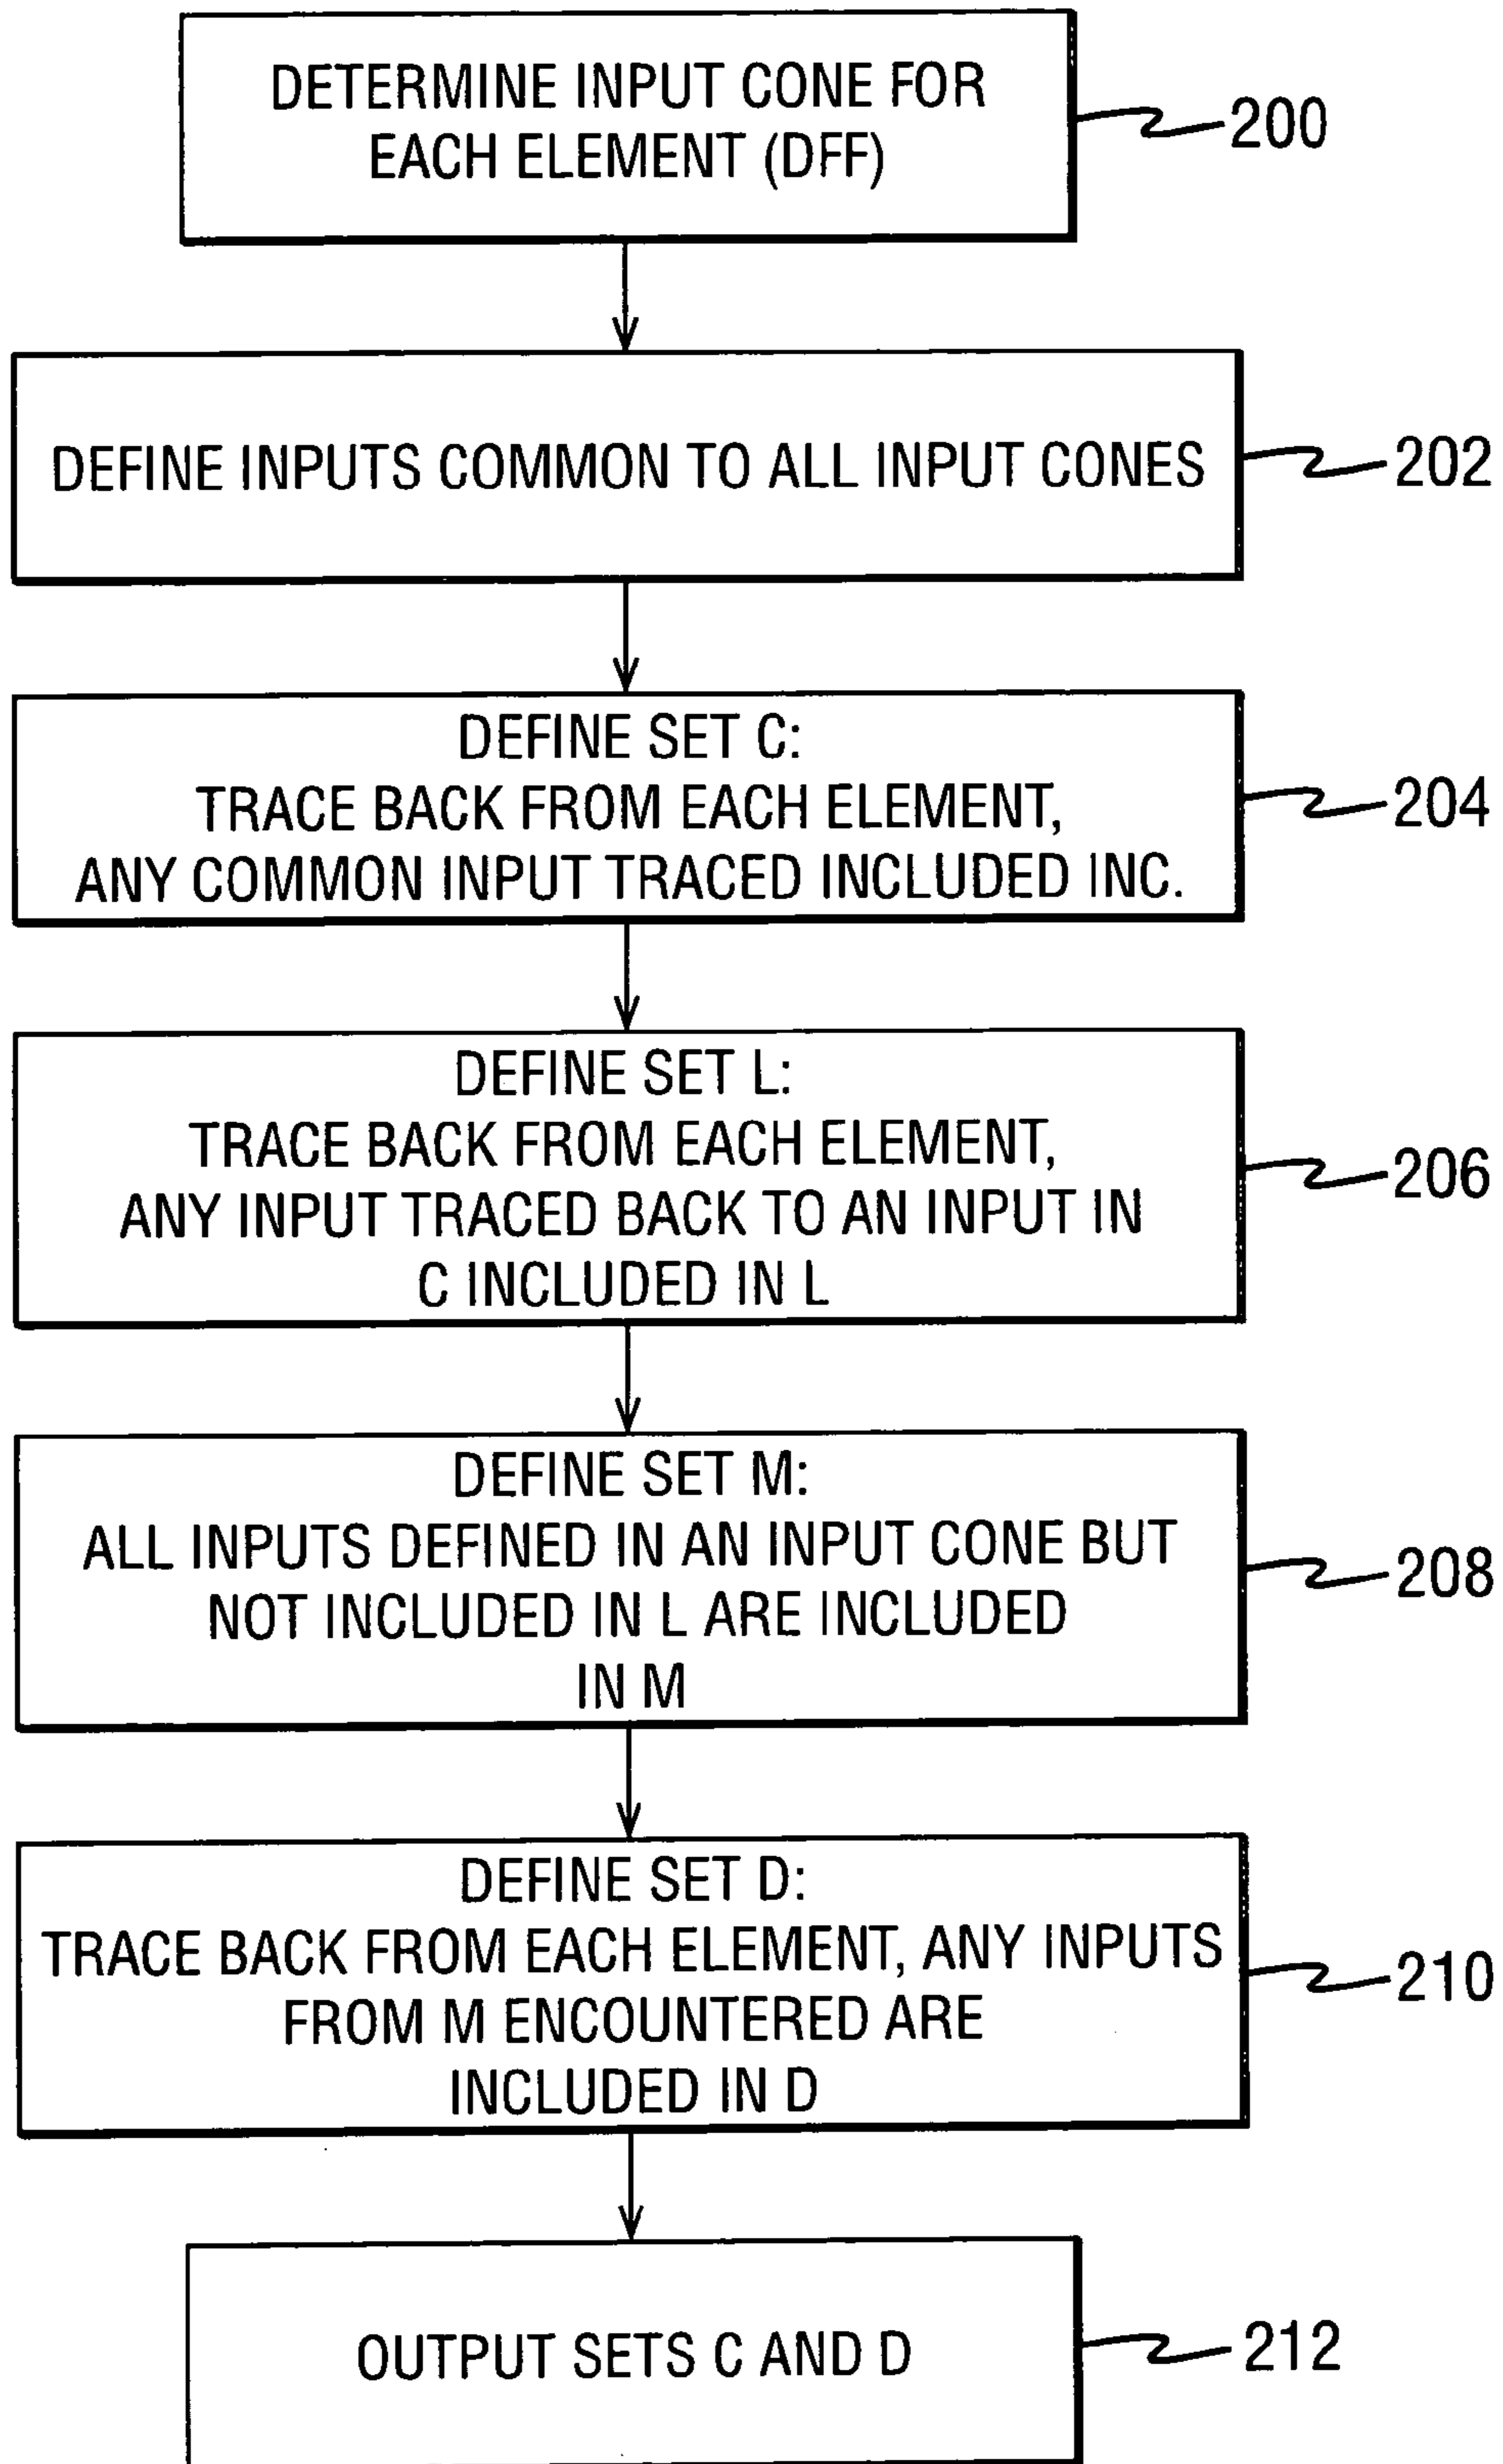 DETERMINE INPUT CONE FOR
EACH ELEMENT (DFF)
200
DEFINE INPUTS COMMON TO ALL INPUT CONES
202
DEFINE SET C:
TRACE BACK FROM EACH ELEMENT,
ANY COMMON INPUT TRACED INCLUDED INC.
204
DEFINE SET L:
TRACE BACK FROM EACH ELEMENT,
ANY INPUT TRACED BACK TO AN INPUT IN
C INCLUDED IN L
206
DEFINE SET M:
ALL INPUTS DEFINED IN AN INPUT CONE BUT
NOT INCLUDED IN L ARE INCLUDED
IN M
208
DEFINE SET D:
TRACE BACK FROM EACH ELEMENT, ANY INPUTS
FROM M ENCOUNTERED ARE
INCLUDED IN D
210
OUTPUT SETS C AND D
212